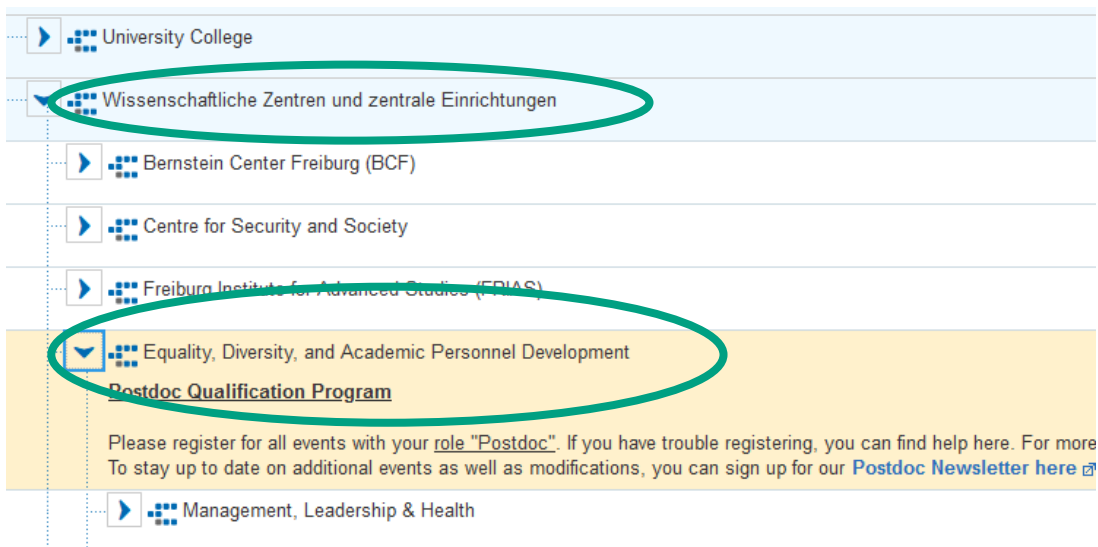 University College
Wissenschaftliche Zentren und zentrale Einrichtungen
Bernstein Center Freiburg (BCF)
Centre for Security and Society
Freiburg Institute for Advanced Studies (FRIAS)
Equality, Diversity, and Academic Personnel Development
Postdoc Qualification Program
Please register for all events with your role "Postdoc". If you have trouble registering, you can find help here. For more
To stay up to date on additional events as well as modifications, you can sign up for our Postdoc Newsletter here
Management, Leadership & Health